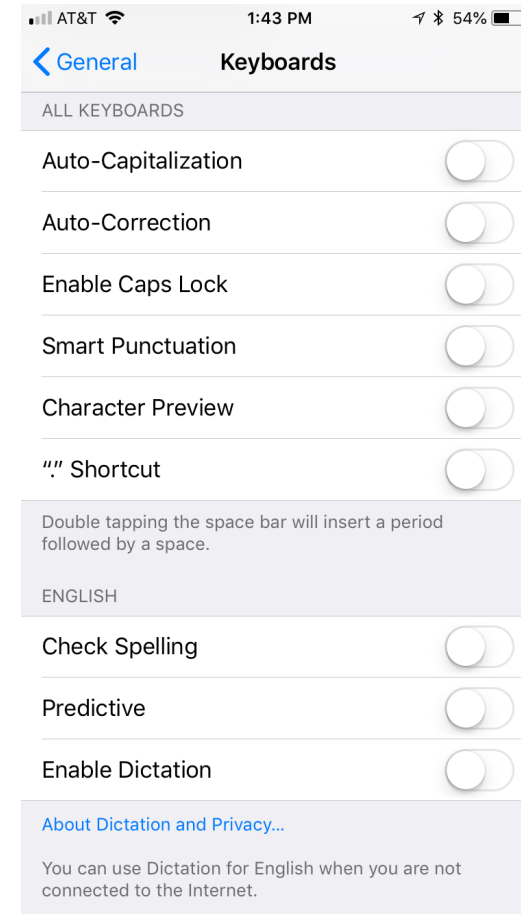 AT&T 1:43 PM 54%
General Keyboards
ALL KEYBOARDS
Auto-Capitalization
Auto-Correction
Enable Caps Lock
Smart Punctuation
Character Preview
“.” Shortcut
Double tapping the space bar will insert a period
followed by a space.
ENGLISH
Check Spelling
Predictive
Enable Dictation
About Dictation and Privacy...
You can use Dictation for English when you are not
connected to the Internet.